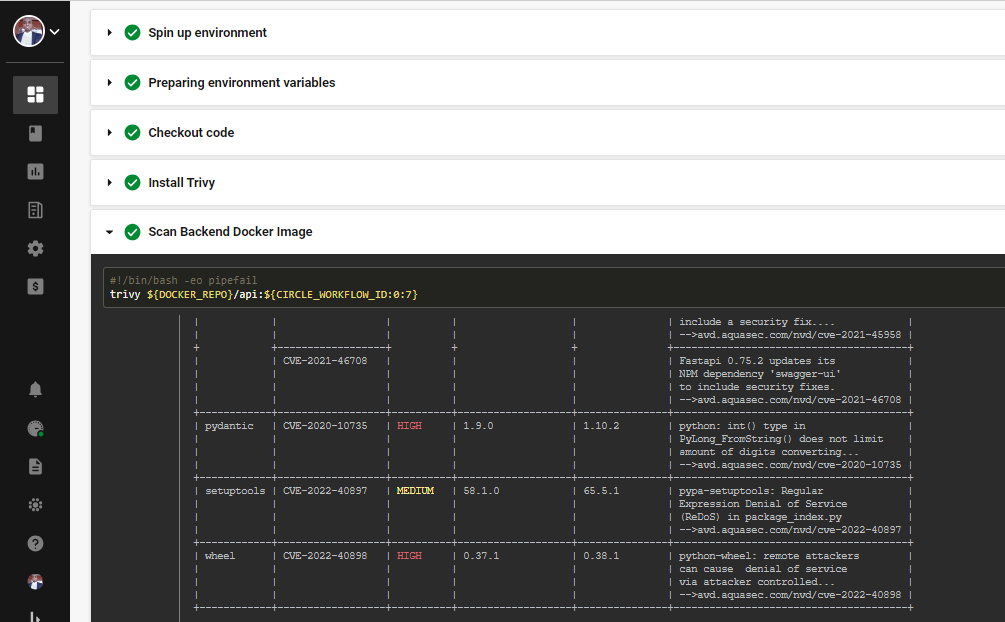 Spin up environment
Preparing environment variables
Checkout code
Install Trivy
Scan Backend Docker Image
#!/bin/bash -eo pipefail
trivy ${DOCKER_REPO}/api:${CIRCLE_WORKFLOW_ID:0:7}
include a security fix....
-->avd.aquasec.com/nvd/cve-2021-45958
CVE-2021-46708 Fastapi 0.75.2 updates its
NPM dependency 'swagger-ui'
to include security fixes.
-->avd.aquasec.com/nvd/cve-2021-46708
pydantic CVE-2020-10735 HIGH 1.9.0 1.10.2 python: int() type in
PyLong_FromString() does not limit
amount of digits converting...
-->avd.aquasec.com/nvd/cve-2020-10735
setuptools CVE-2022-40897 MEDIUM 58.1.0 65.5.1 pypa-setuptools: Regular
Expression Denial of Service
(ReDoS) in package_index.py
-->avd.aquasec.com/nvd/cve-2022-40897
wheel CVE-2022-40898 HIGH 0.37.1 0.38.1 python-wheel: remote attackers
can cause denial of service
via attacker controlled...
-->avd.aquasec.com/nvd/cve-2022-40898